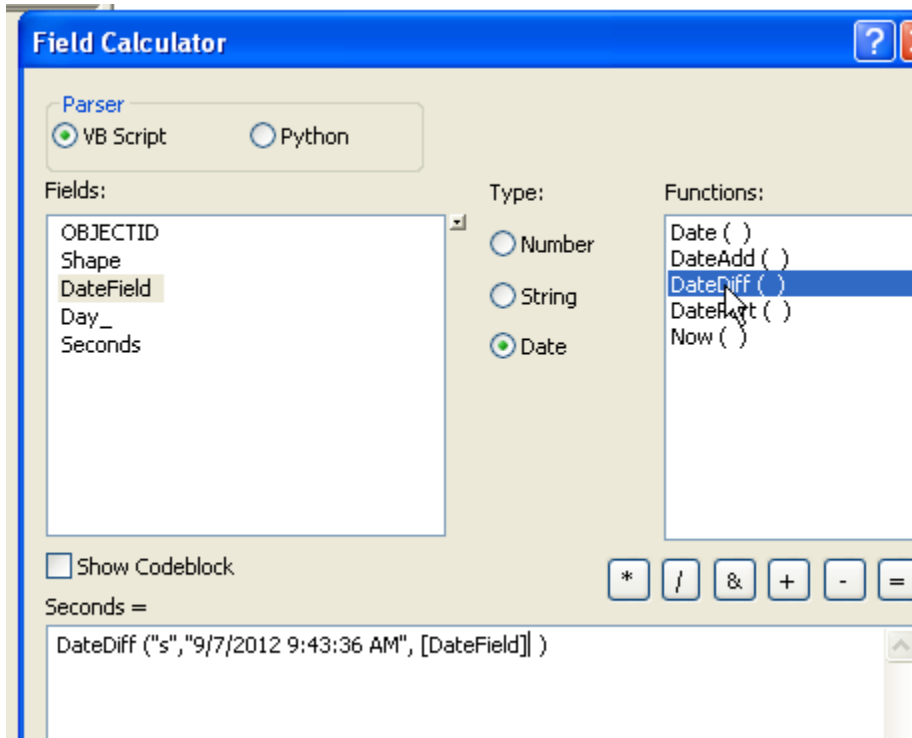 Field Calculator
?
Parser
VB Script Python
Fields: Type: Functions:
OBJECTID
Shape
DateField
Day_
Seconds
Number
String
Date
Date ( )
DateAdd ( )
DateDiff ( )
DatePart ( )
Now ( )
Show Codeblock
* / & + - =
Seconds =
DateDiff ("s","9/7/2012 9:43:36 AM", [DateField] )